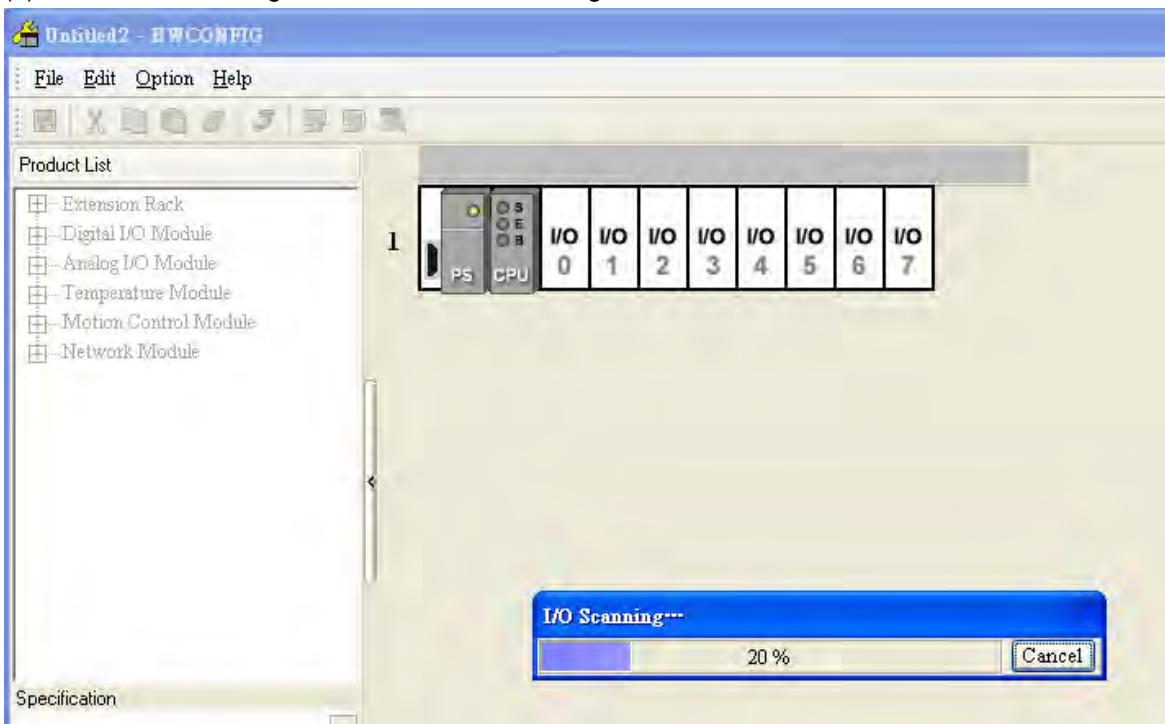 Untitled2 - HWCONFIG
File Edit Option Help
Product List
Extension Rack
Digital I/O Module
Analog I/O Module
Temperature Module
Motion Control Module
Network Module
1
PS
S
E
B
CPU
I/O 0
I/O 1
I/O 2
I/O 3
I/O 4
I/O 5
I/O 6
I/O 7
I/O Scanning---
20 %
Cancel
Specification